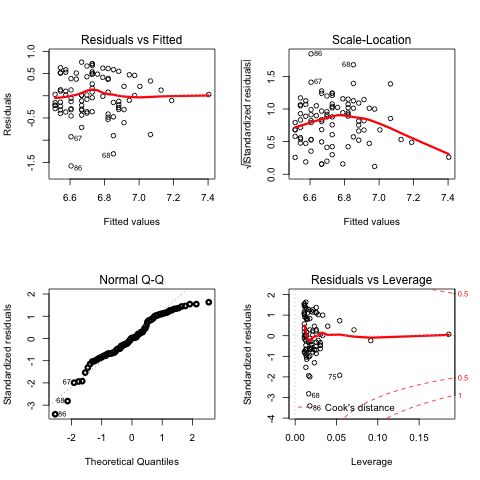 Residuals vs Fitted
Residuals
1.0
0.5
-0.5
-1.5
67
68
86
6.6 6.8 7.0 7.2 7.4
Fitted values
Scale-Location
√|Standardized residuals|
1.5
1.0
0.5
0.0
86
68
67
6.6 6.8 7.0 7.2 7.4
Fitted values
Normal Q-Q
Standardized residuals
2
1
0
-1
-2
-3
67
68
86
-2 -1 0 1 2
Theoretical Quantiles
Residuals vs Leverage
Standardized residuals
2
1
0
-1
-2
-3
-4
0.5
75
0.5
68
1
86
Cook's distance
0.00 0.05 0.10 0.15
Leverage